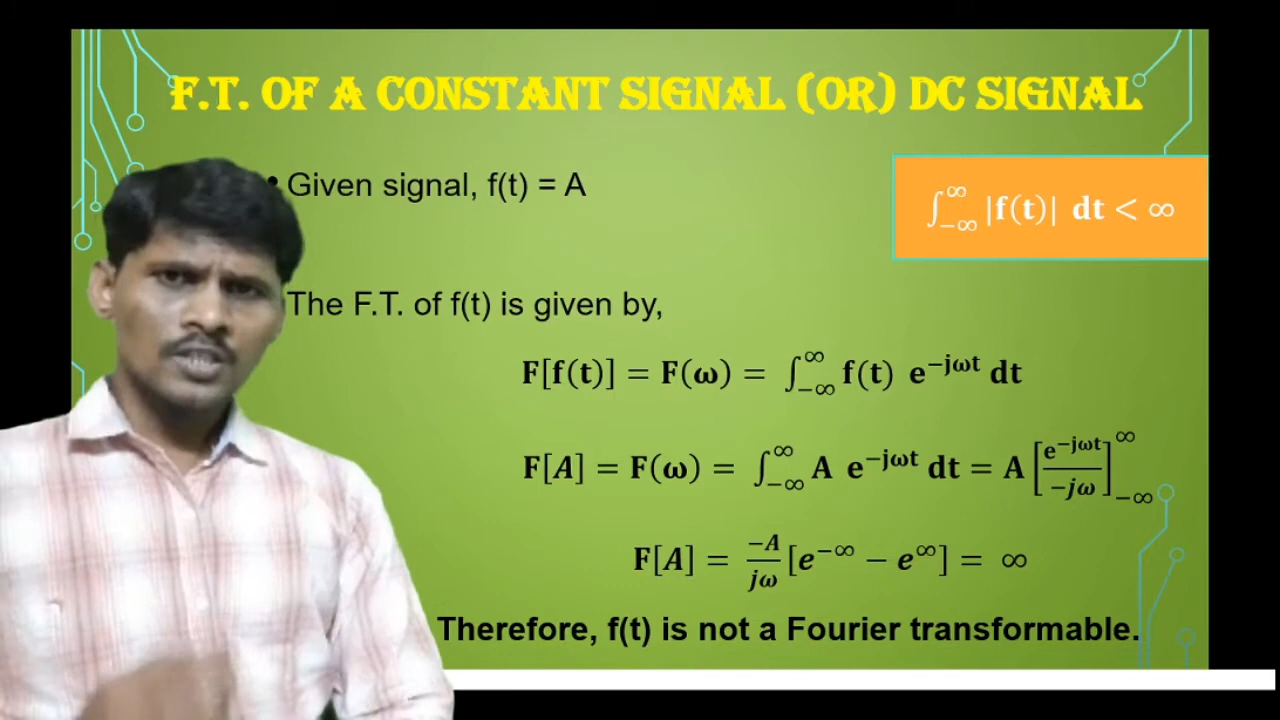 F.T. OF A CONSTANT SIGNAL (OR) DC SIGNAL
• Given signal, f(t) = A
∫_{−∞}^{∞} |f(t)| dt < ∞
The F.T. of f(t) is given by,
F[f(t)] = F(ω) = ∫_{−∞}^{∞} f(t) e^{−jωt} dt
F[A] = F(ω) = ∫_{−∞}^{∞} A e^{−jωt} dt = A [e^{−jωt}/−jω]_{−∞}^{∞}
F[A] = −A/jω [e^{−∞} − e^{∞}] = ∞
Therefore, f(t) is not a Fourier transformable.